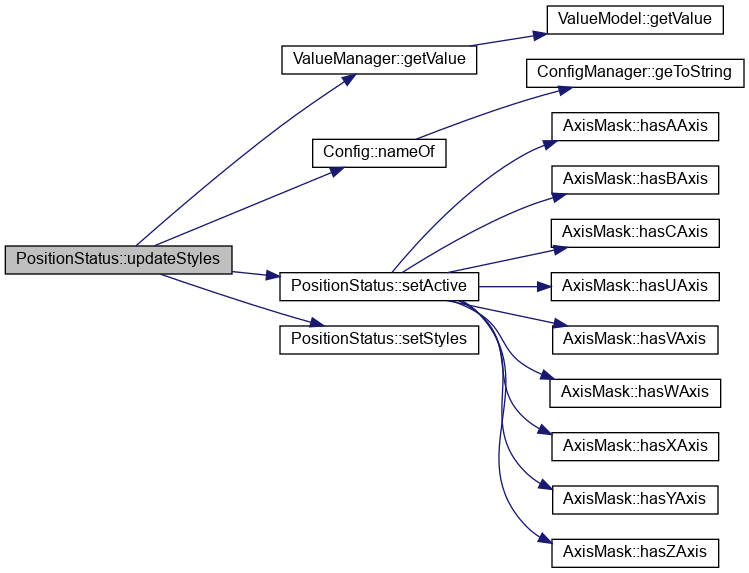 ValueModel::getValue
ValueManager::getValue
ConfigManager::geToString
AxisMask::hasAAxis
Config::nameOf
AxisMask::hasBAxis
AxisMask::hasCAxis
PositionStatus::updateStyles
PositionStatus::setActive
AxisMask::hasUAxis
PositionStatus::setStyles
AxisMask::hasVAxis
AxisMask::hasWAxis
AxisMask::hasXAxis
AxisMask::hasYAxis
AxisMask::hasZAxis